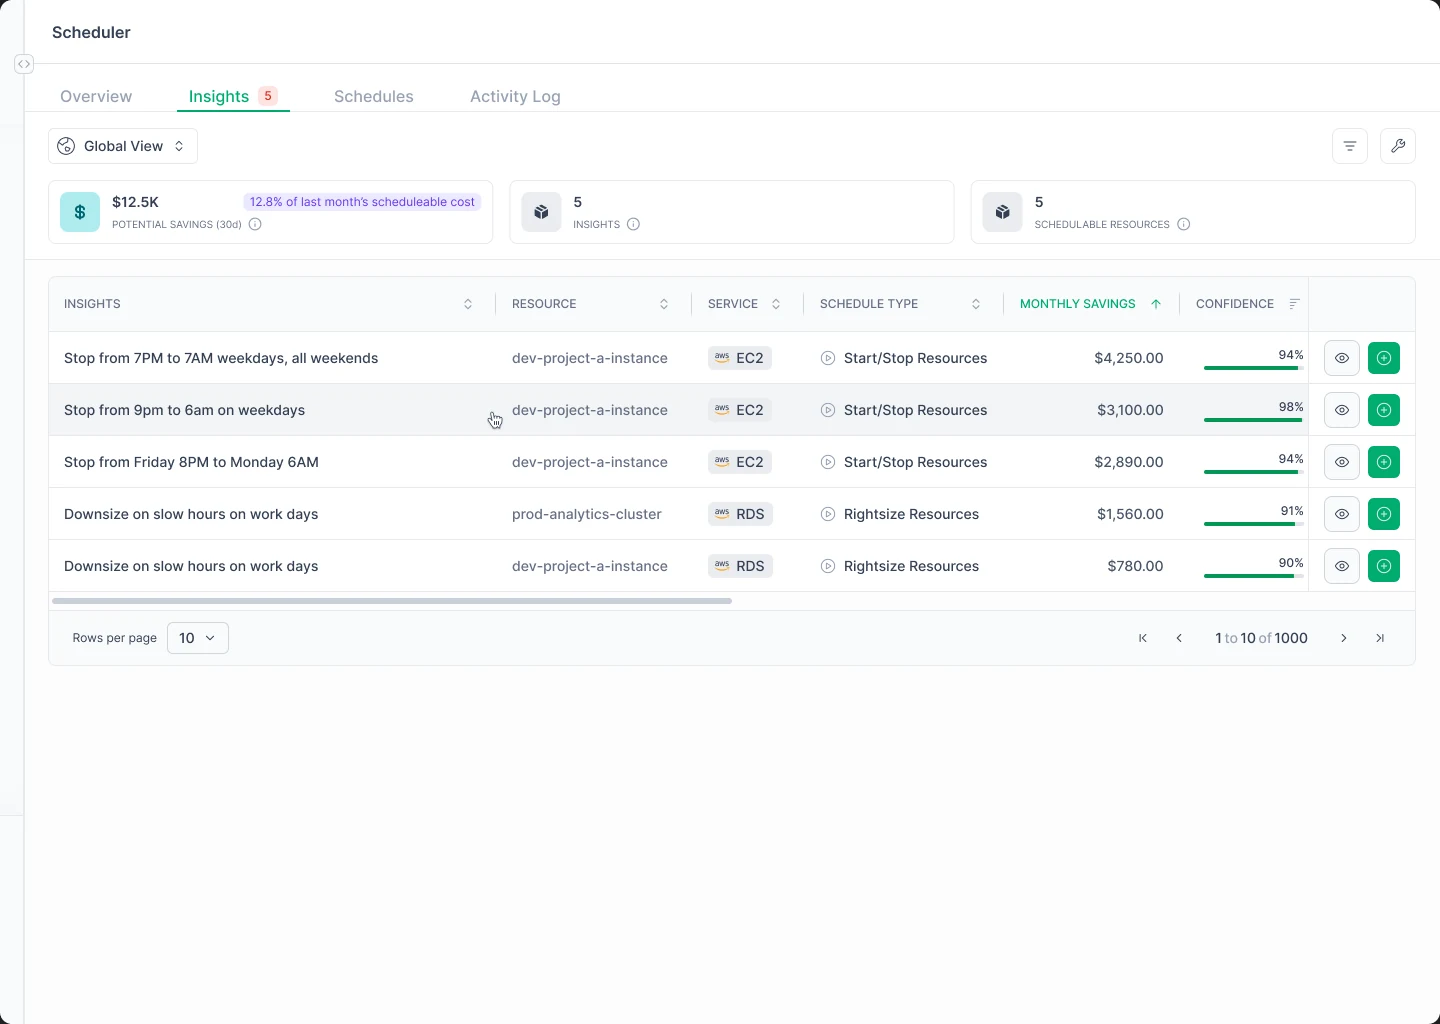 Scheduler
Overview Insights 5 Schedules Activity Log
Global View
$12.5K 12.8% of last month's scheduleable cost
POTENTIAL SAVINGS (30d)
5
INSIGHTS
5
SCHEDULABLE RESOURCES
INSIGHTS RESOURCE SERVICE SCHEDULE TYPE MONTHLY SAVINGS CONFIDENCE
Stop from 7PM to 7AM weekdays, all weekends dev-project-a-instance aws EC2 Start/Stop Resources $4,250.00 94%
Stop from 9pm to 6am on weekdays dev-project-a-instance aws EC2 Start/Stop Resources $3,100.00 98%
Stop from Friday 8PM to Monday 6AM dev-project-a-instance aws EC2 Start/Stop Resources $2,890.00 94%
Downsize on slow hours on work days prod-analytics-cluster aws RDS Rightsize Resources $1,560.00 91%
Downsize on slow hours on work days dev-project-a-instance aws RDS Rightsize Resources $780.00 90%
Rows per page 10 1 to 10 of 1000